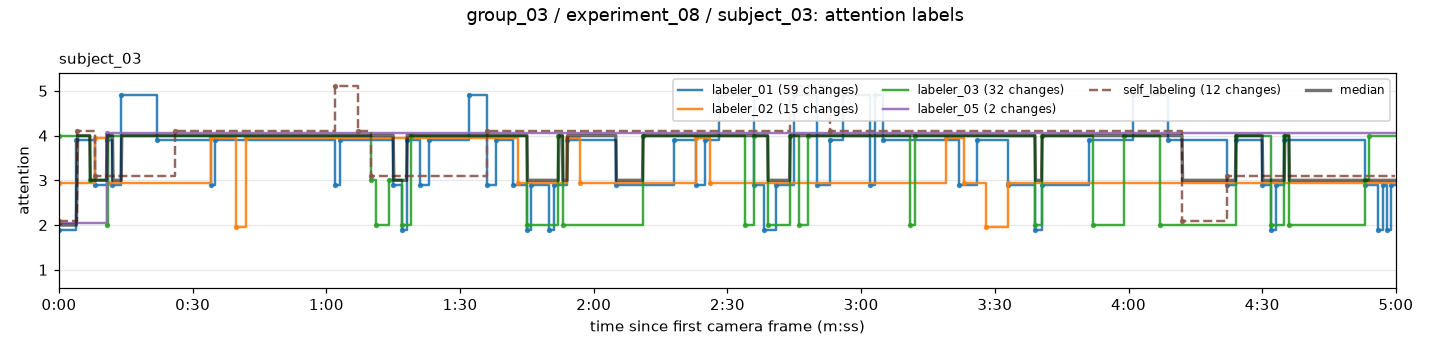 group_03 / experiment_08 / subject_03: attention labels
subject_03
labeler_01 (59 changes)
labeler_02 (15 changes)
labeler_03 (32 changes)
labeler_05 (2 changes)
self_labeling (12 changes)
median
attention
5
4
3
2
1
0:00 0:30 1:00 1:30 2:00 2:30 3:00 3:30 4:00 4:30 5:00
time since first camera frame (m:ss)